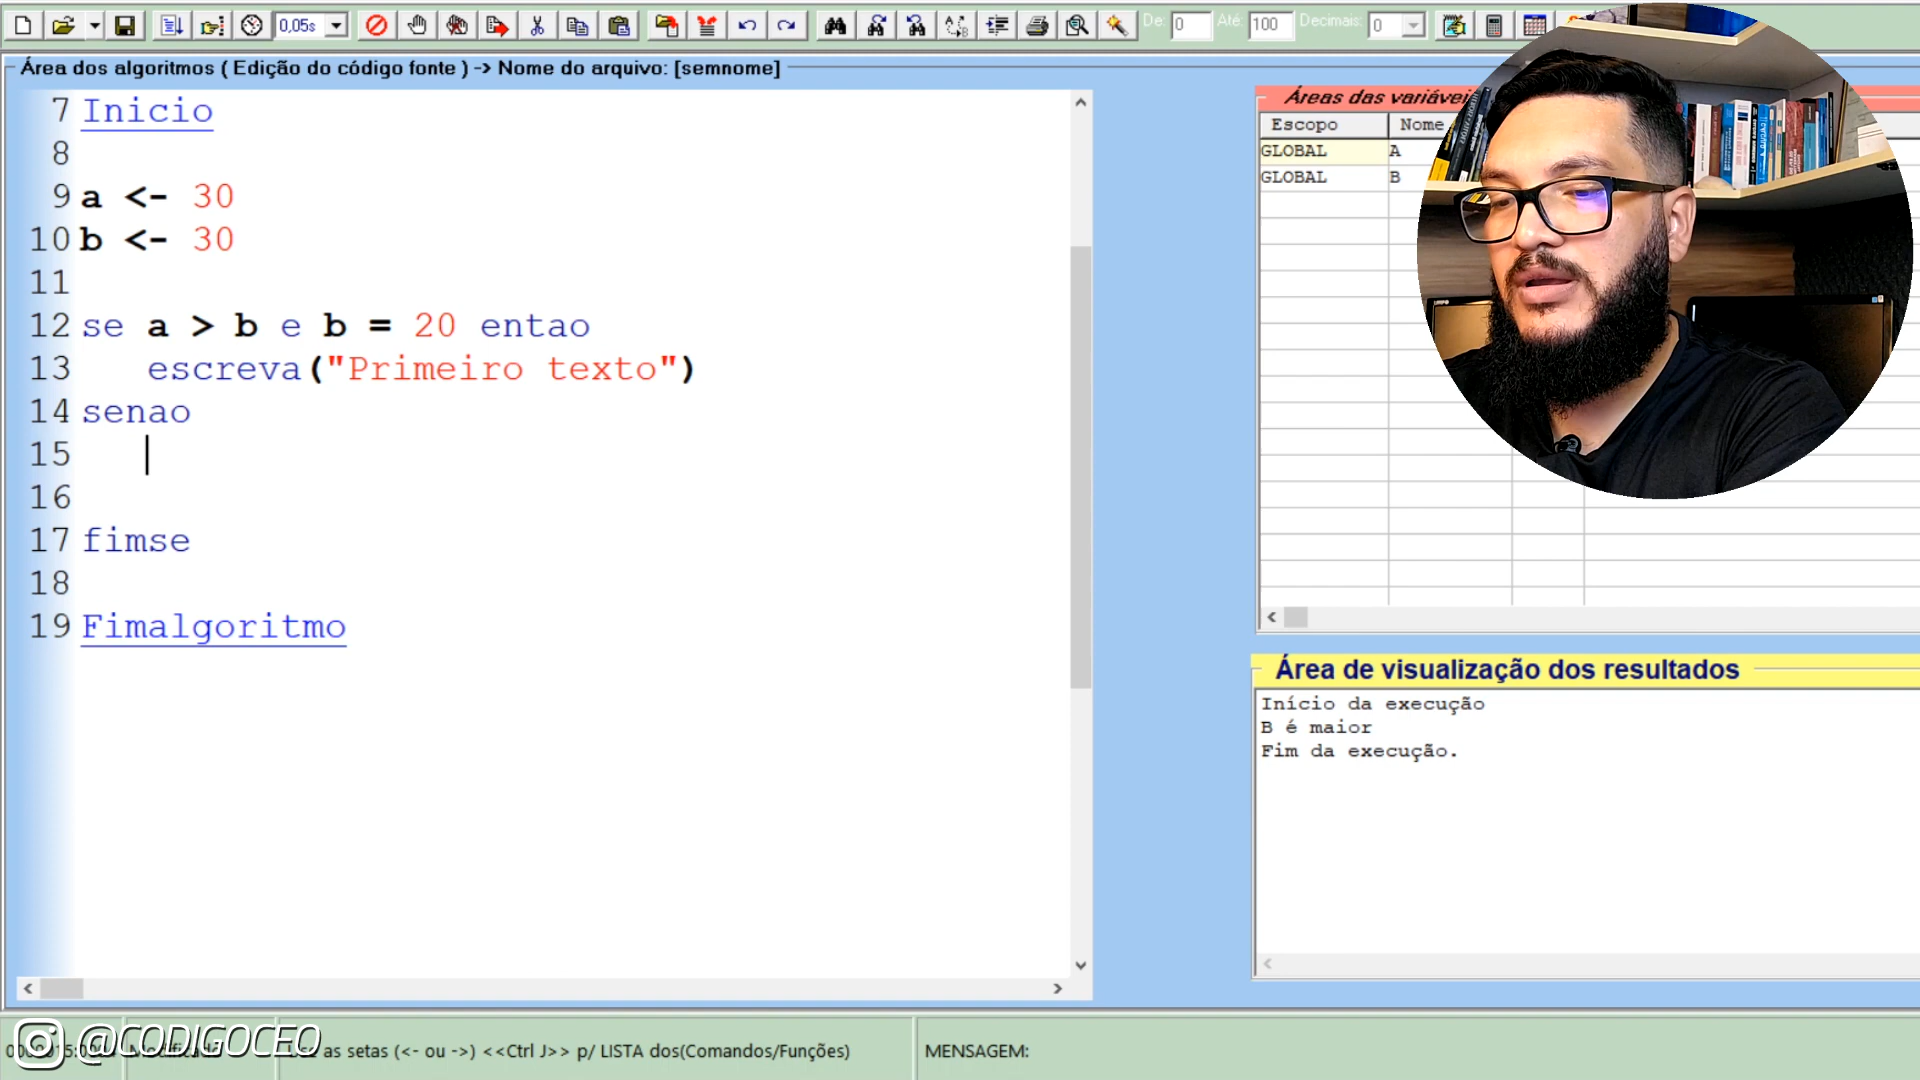 0,05s De: 0 Até: 100 Decimais: 0
Área dos algoritmos ( Edição do código fonte ) -> Nome do arquivo: [semnome]
7 Inicio
8
9 a <- 30
10 b <- 30
11
12 se a > b e b = 20 entao
13 escreva("Primeiro texto")
14 senao
15
16
17 fimse
18
19 Fimalgoritmo
Áreas das variávei
Escopo Nome
GLOBAL A
GLOBAL B
Área de visualização dos resultados
Início da execução
B é maior
Fim da execução.
@CODIGOCEO
as setas (<- ou ->) <<Ctrl J>> p/ LISTA dos(Comandos/Funções)
MENSAGEM: